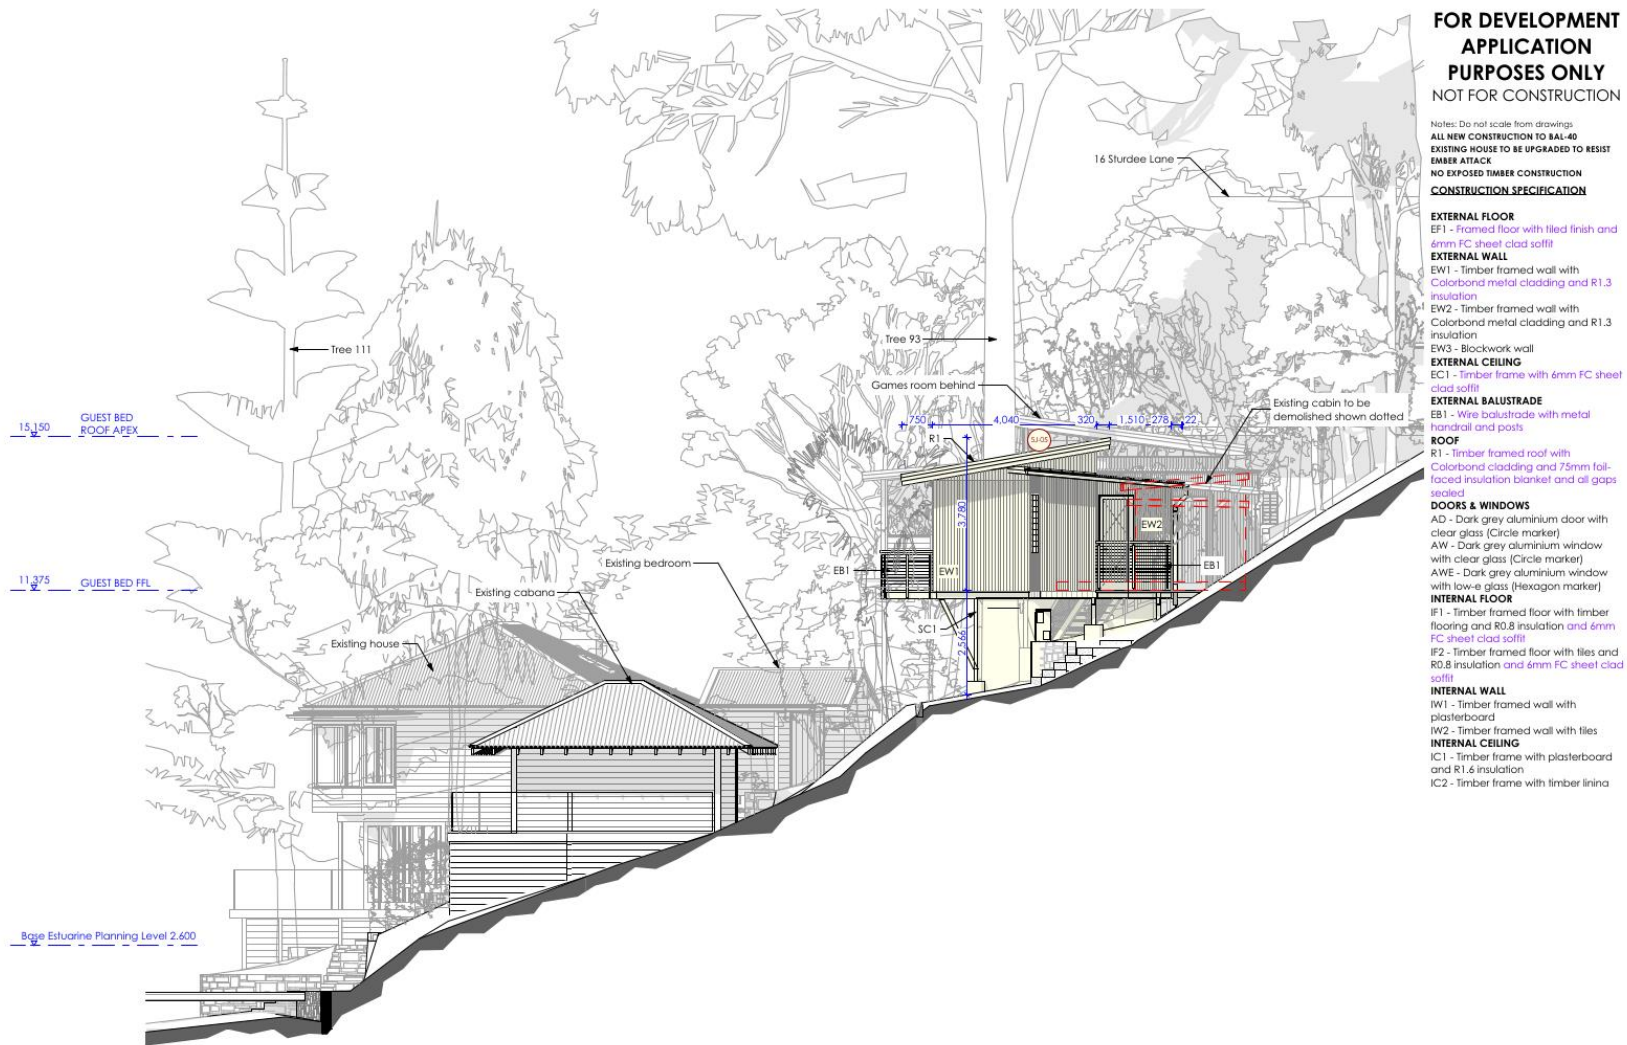 FOR DEVELOPMENT
APPLICATION
PURPOSES ONLY
NOT FOR CONSTRUCTION
Notes: Do not scale from drawings
ALL NEW CONSTRUCTION TO BAL-40
EXISTING HOUSE TO BE UPGRADED TO RESIST
EMBER ATTACK
NO EXPOSED TIMBER CONSTRUCTION
CONSTRUCTION SPECIFICATION
EXTERNAL FLOOR
EF1 - Framed floor with tiled finish and
6mm FC sheet clad soffit
EXTERNAL WALL
EW1 - Timber framed wall with
Colorbond metal cladding and R1.3
insulation
EW2 - Timber framed wall with
Colorbond metal cladding and R1.3
insulation
EW3 - Blockwork wall
EXTERNAL CEILING
EC1 - Timber frame with 6mm FC sheet
clad soffit
EXTERNAL BALUSTRADE
EB1 - Wire balustrade with metal
handrail and posts
ROOF
R1 - Timber framed roof with
Colorbond cladding and 75mm foil-
faced insulation blanket and all gaps
sealed
DOORS & WINDOWS
AD - Dark grey aluminium door with
clear glass (Circle marker)
AW - Dark grey aluminium window
with clear glass (Circle marker)
AWE - Dark grey aluminium window
with low-e glass (Hexagon marker)
INTERNAL FLOOR
IF1 - Timber framed floor with timber
flooring and R0.8 insulation and 6mm
FC sheet clad soffit
IF2 - Timber framed floor with tiles and
R0.8 insulation and 6mm FC sheet clad
soffit
INTERNAL WALL
IW1 - Timber framed wall with
plasterboard
IW2 - Timber framed wall with tiles
INTERNAL CEILING
IC1 - Timber frame with plasterboard
and R1.6 insulation
IC2 - Timber frame with timber lining
16 Sturdee Lane
Tree 111
Tree 93
Games room behind
Existing cabin to be
demolished shown dotted
15,150
GUEST BED
ROOF APEX
750
4,040
320
1,510
278
22
R1
SJ-05
3,780
EW2
EB1
EW1
EB1
11,375
GUEST BED FFL
Existing bedroom
Existing cabana
SC1
2,566
Existing house
Base Estuarine Planning Level 2.600